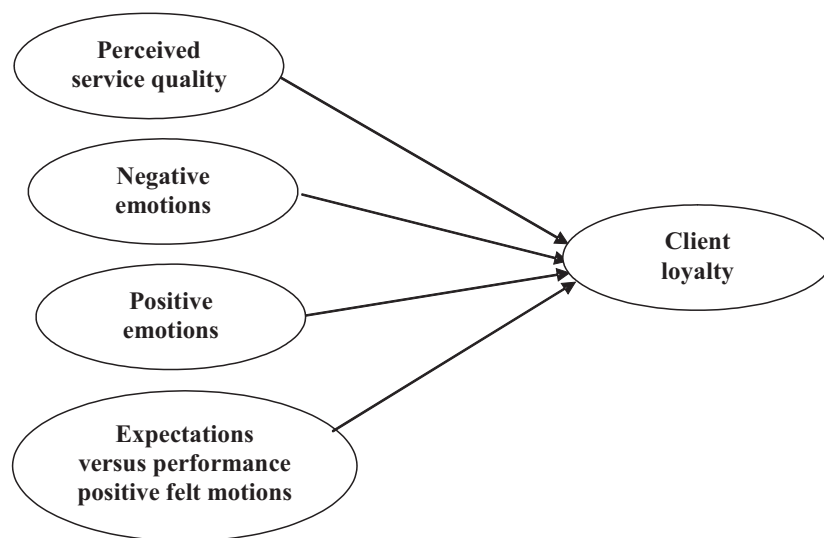 Perceived
service quality
Negative
emotions
Positive
emotions
Expectations
versus performance
positive felt motions
Client
loyalty